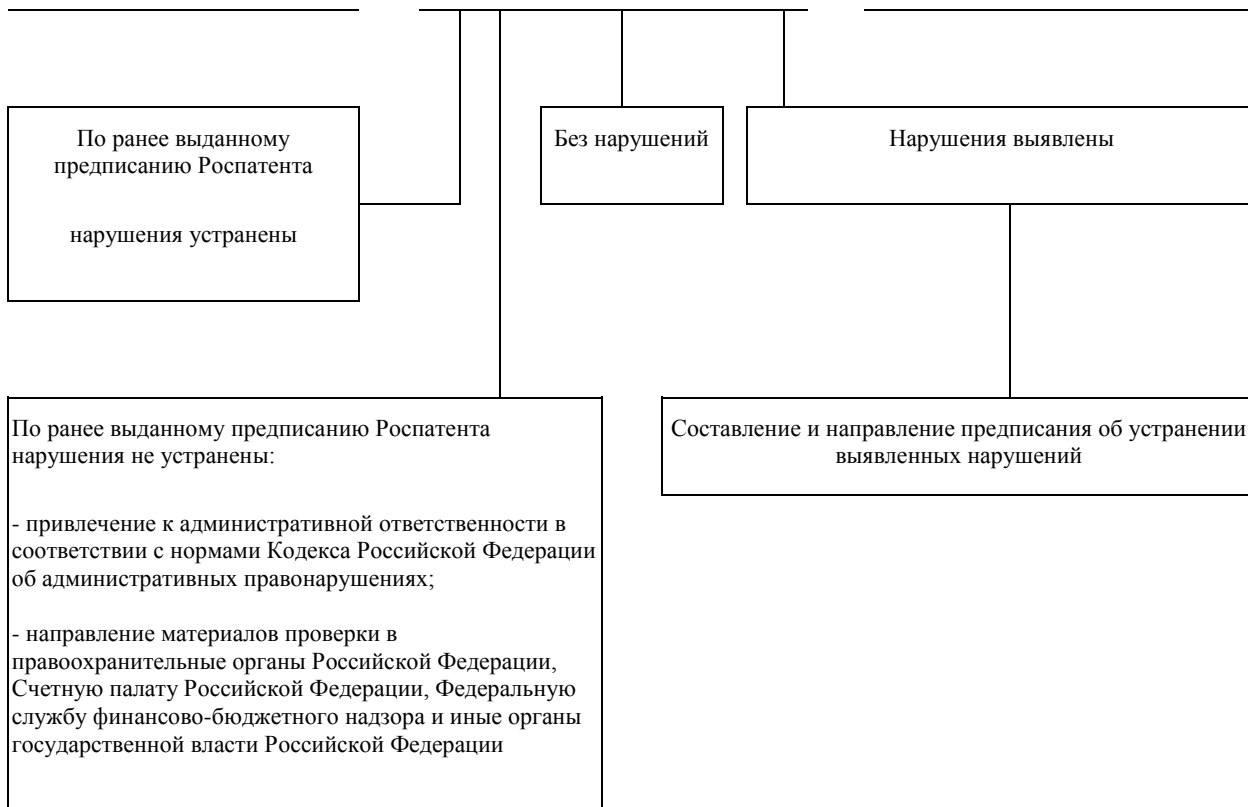 По ранее выданному
предписанию Роспатента
нарушения устранены
Без нарушений
Нарушения выявлены
По ранее выданному предписанию Роспатента
нарушения не устранены:
- привлечение к административной ответственности в
соответствии с нормами Кодекса Российской Федерации
об административных правонарушениях;
- направление материалов проверки в
правоохранительные органы Российской Федерации,
Счетную палату Российской Федерации, Федеральную
службу финансово-бюджетного надзора и иные органы
государственной власти Российской Федерации
Составление и направление предписания об устранении
выявленных нарушений